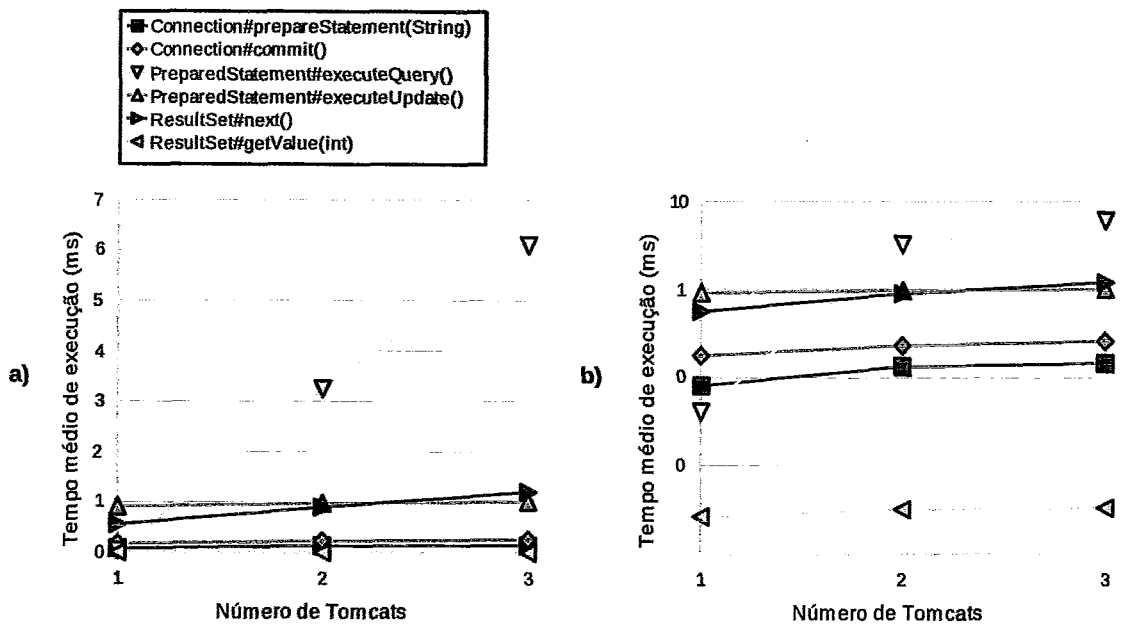 Connection#prepareStatement(String)
Connection#commit()
PreparedStatement#executeQuery()
PreparedStatement#executeUpdate()
ResultSet#next()
ResultSet#getValue(int)
a)
Tempo médio de execução (ms)
7
6
5
4
3
2
1
0
1 2 3
Número de Tomcats
b)
Tempo médio de execução (ms)
10
1
0
0
1 2 3
Número de Tomcats